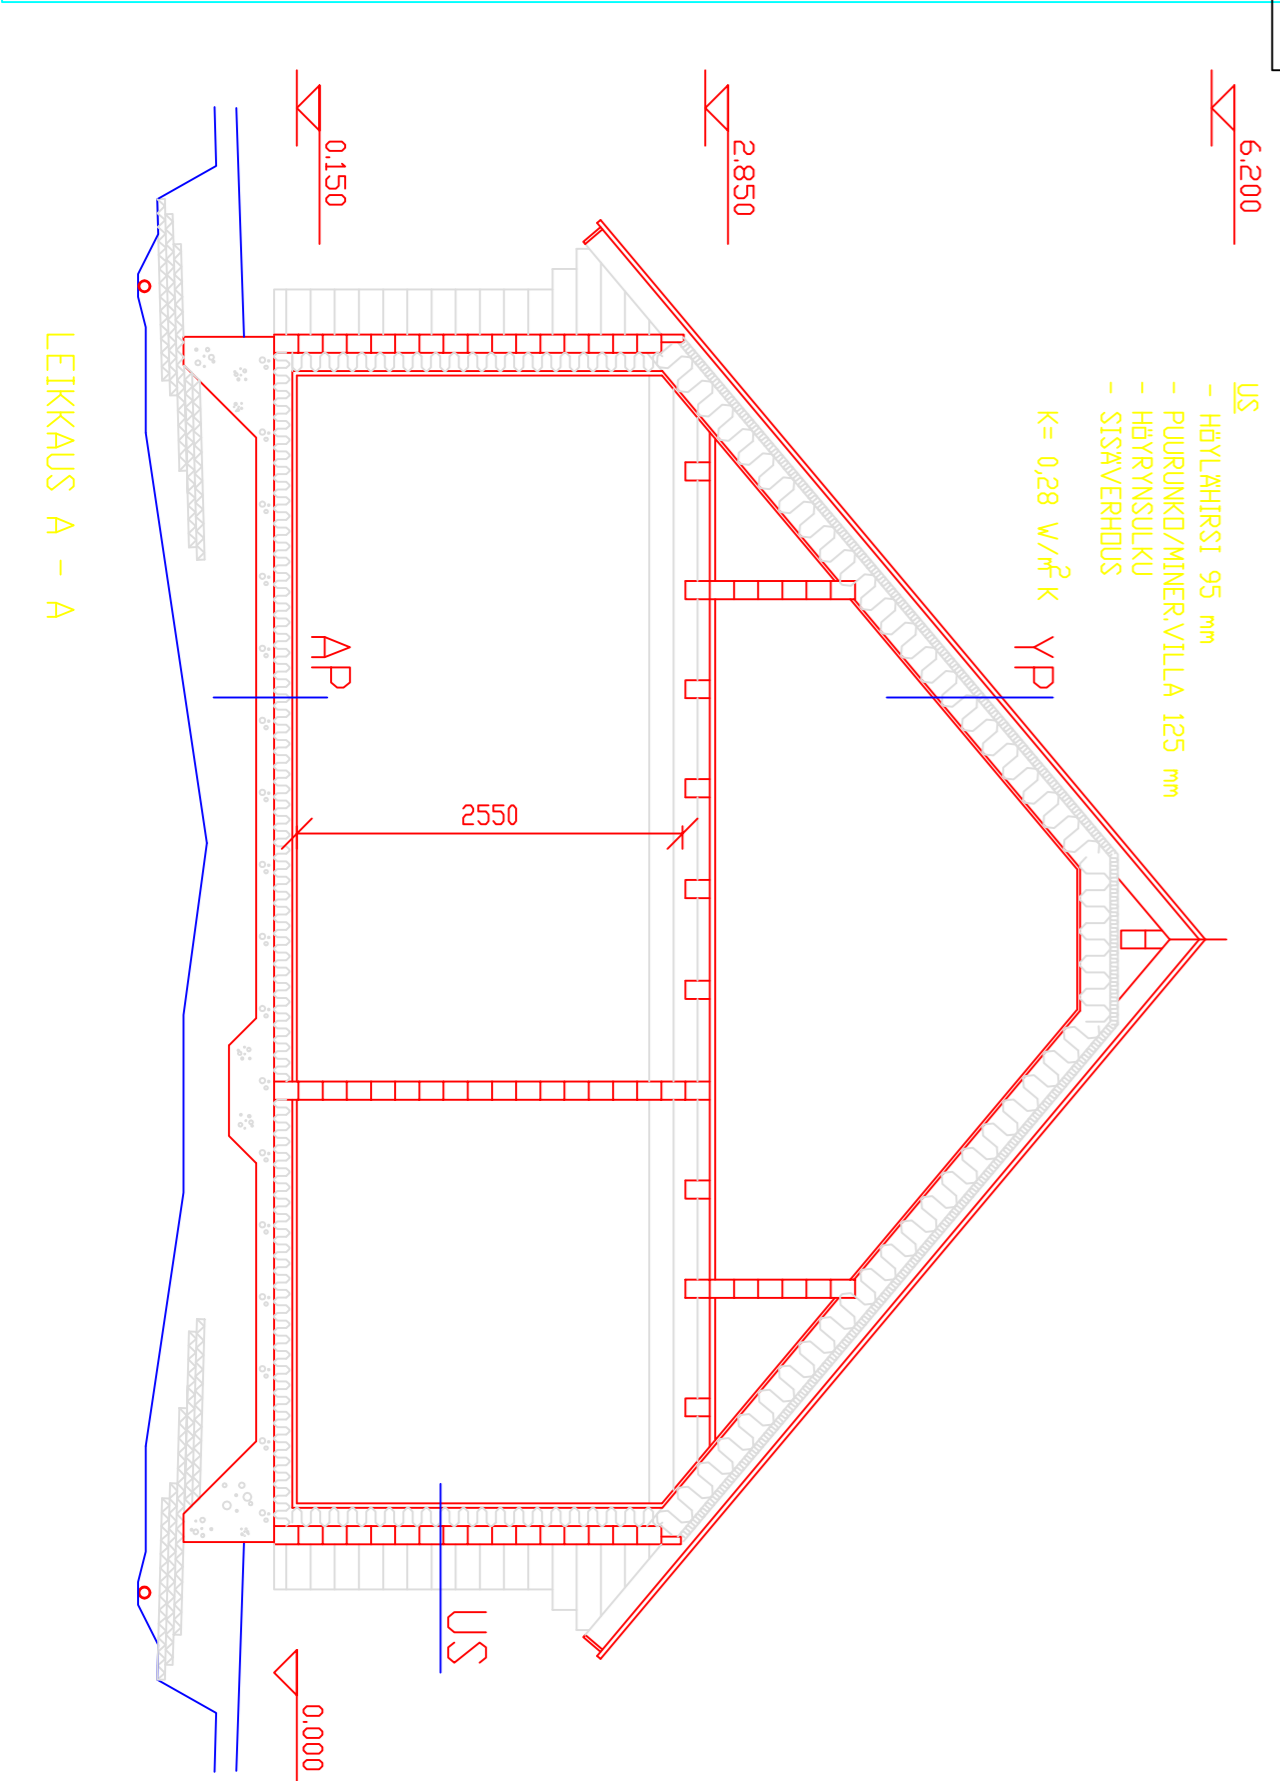 6.200
2.850
0.150
US
- HÖYLÄHIRSI 95 mm
- PUURUNKO/MINER.VILLA 125 mm
- HÖYRYNSULKU
- SISÄVERHOUS
K= 0,28 W/m²K
YP
AP
2550
US
0.000
LEIKKAUS A - A